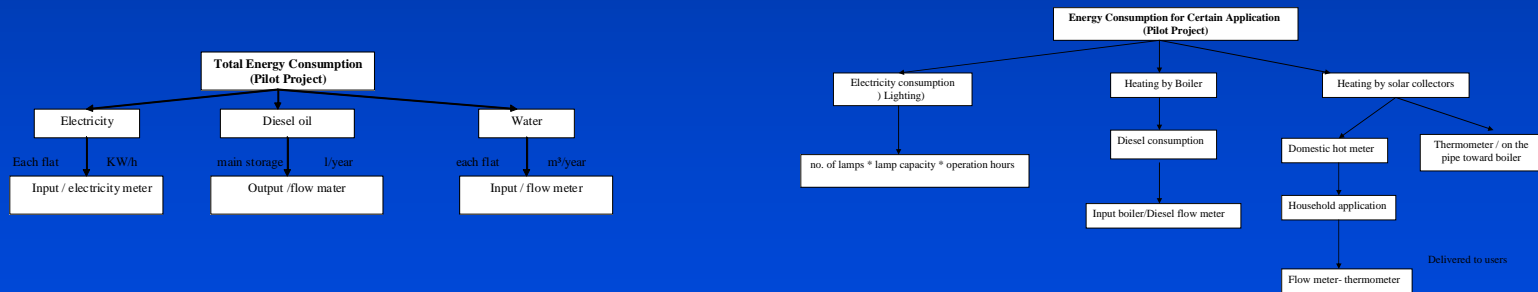 Total Energy Consumption
(Pilot Project)
Electricity
Diesel oil
Water
Each flat
KW/h
main storage
l/year
each flat
m³/year
Input / electricity meter
Output /flow mater
Input / flow meter
Energy Consumption for Certain Application
(Pilot Project)
Electricity consumption
) Lighting)
Heating by Boiler
Heating by solar collectors
no. of lamps * lamp capacity * operation hours
Diesel consumption
Domestic hot meter
Thermometer / on the
pipe toward boiler
Input boiler/Diesel flow meter
Household application
Delivered to users
Flow meter- thermometer